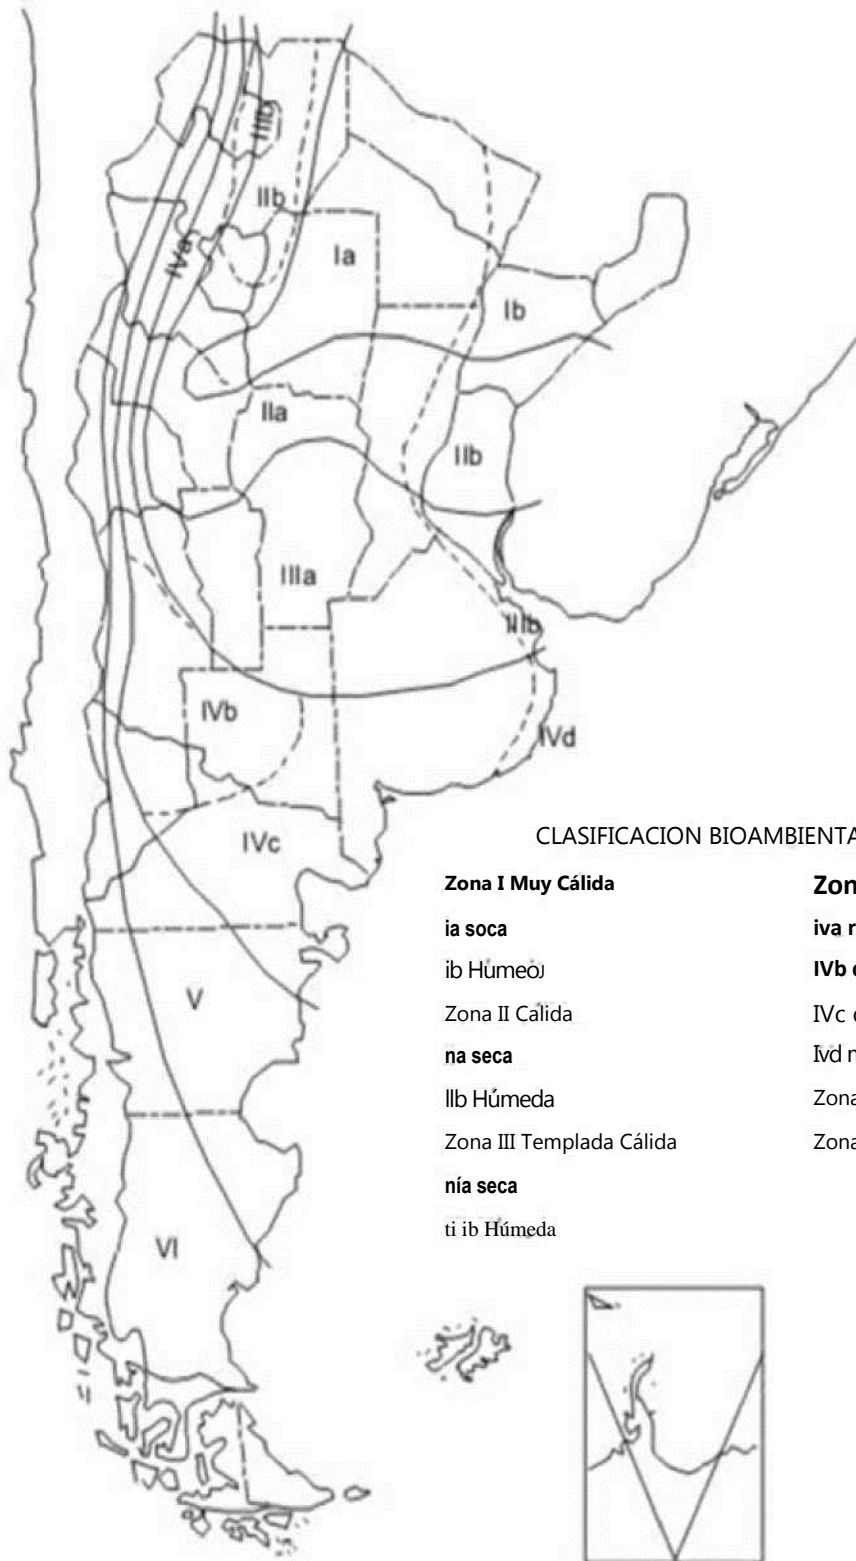 IIIb
IIb
IVa
Ia
Ib
IIa
IIb
IIIa
IIIb
IVb
IVd
IVc
V
VI
CLASIFICACION BIOAMBIENTA
Zona I Muy Cálida
Zon
ia soca
iva r
ib Húmeo
IVb
Zona II Calida
IVc
na seca
Ivd
IIb Húmeda
Zona
Zona III Templada Cálida
Zona
nía seca
ti ib Húmeda